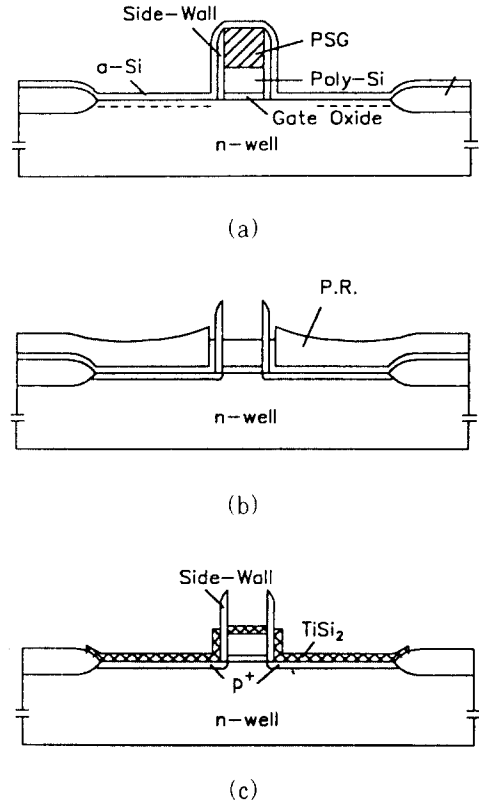 Side-Wall
PSG
a-Si
Poly-Si
Gate Oxide
n-well
(a)
P.R.
n-well
(b)
Side-Wall
TiSi₂
p⁺
n-well
(c)